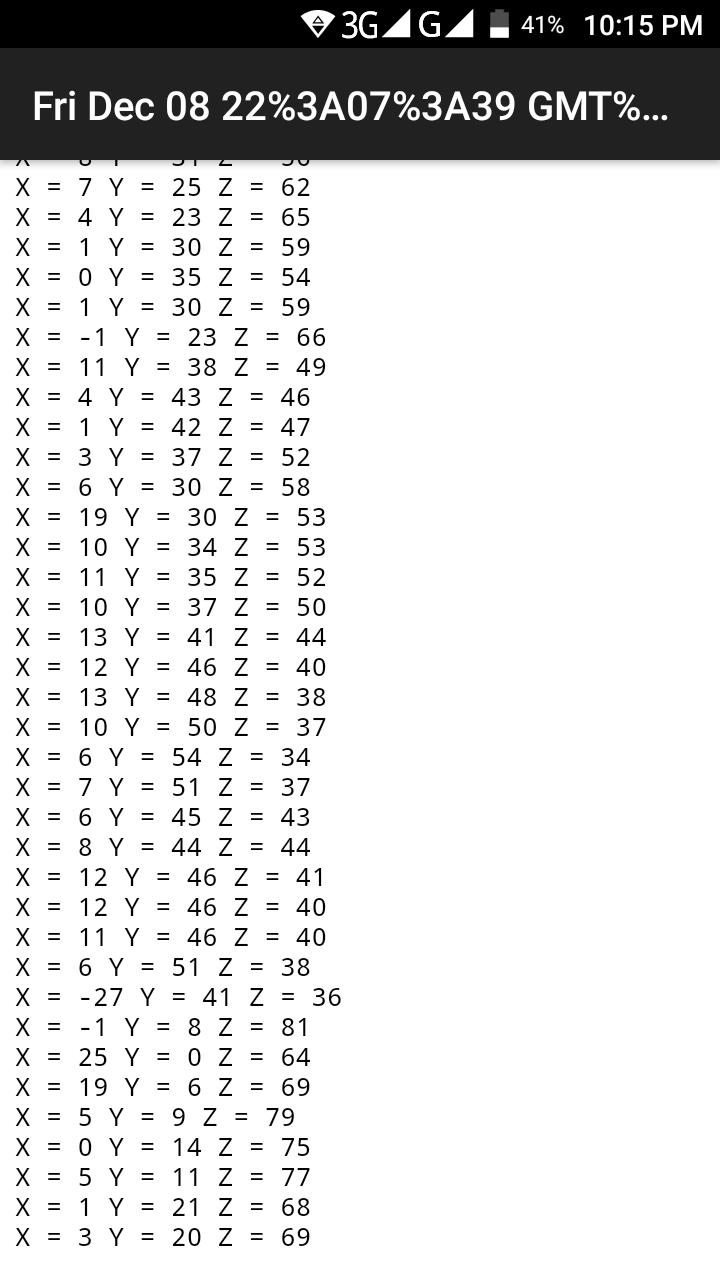 3G G 41% 10:15 PM
Fri Dec 08 22%3A07%3A39 GMT%...
X = 7 Y = 25 Z = 62
X = 4 Y = 23 Z = 65
X = 1 Y = 30 Z = 59
X = 0 Y = 35 Z = 54
X = 1 Y = 30 Z = 59
X = -1 Y = 23 Z = 66
X = 11 Y = 38 Z = 49
X = 4 Y = 43 Z = 46
X = 1 Y = 42 Z = 47
X = 3 Y = 37 Z = 52
X = 6 Y = 30 Z = 58
X = 19 Y = 30 Z = 53
X = 10 Y = 34 Z = 53
X = 11 Y = 35 Z = 52
X = 10 Y = 37 Z = 50
X = 13 Y = 41 Z = 44
X = 12 Y = 46 Z = 40
X = 13 Y = 48 Z = 38
X = 10 Y = 50 Z = 37
X = 6 Y = 54 Z = 34
X = 7 Y = 51 Z = 37
X = 6 Y = 45 Z = 43
X = 8 Y = 44 Z = 44
X = 12 Y = 46 Z = 41
X = 12 Y = 46 Z = 40
X = 11 Y = 46 Z = 40
X = 6 Y = 51 Z = 38
X = -27 Y = 41 Z = 36
X = -1 Y = 8 Z = 81
X = 25 Y = 0 Z = 64
X = 19 Y = 6 Z = 69
X = 5 Y = 9 Z = 79
X = 0 Y = 14 Z = 75
X = 5 Y = 11 Z = 77
X = 1 Y = 21 Z = 68
X = 3 Y = 20 Z = 69